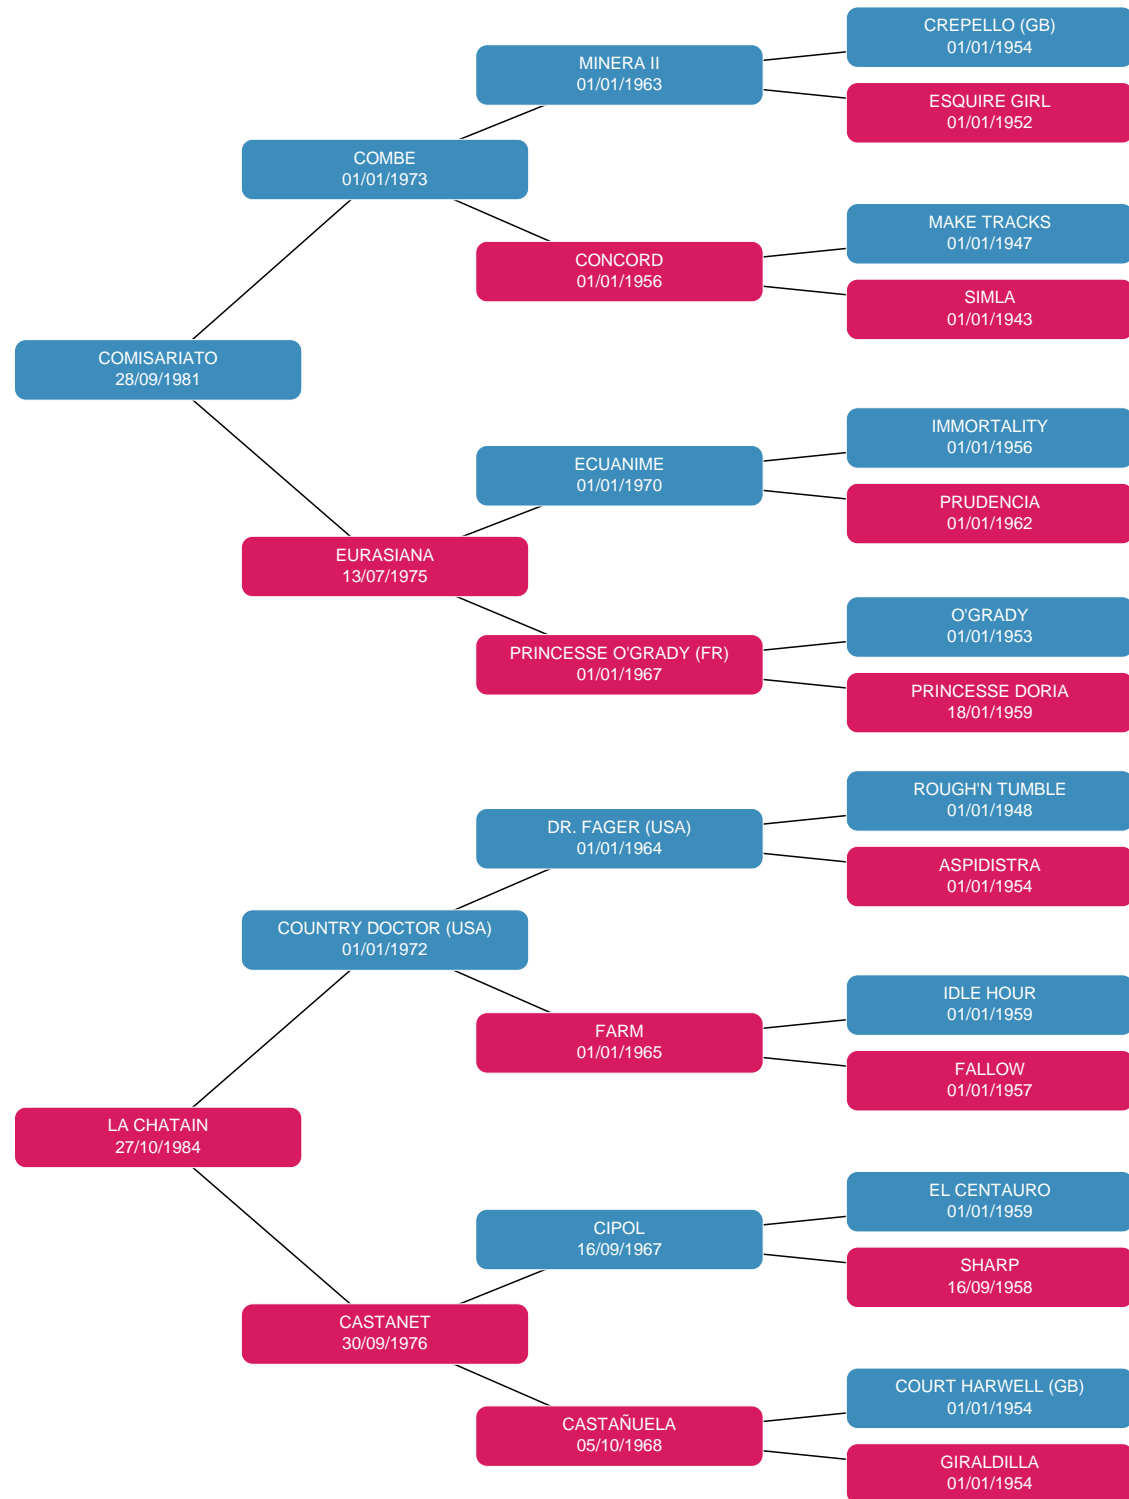 CREPELLO (GB)
01/01/1954
MINERA II
01/01/1963
ESQUIRE GIRL
01/01/1952
COMBE
01/01/1973
MAKE TRACKS
01/01/1947
CONCORD
01/01/1956
SIMLA
01/01/1943
COMISARIATO
28/09/1981
IMMORTALITY
01/01/1956
ECUANIME
01/01/1970
PRUDENCIA
01/01/1962
EURASIANA
13/07/1975
O'GRADY
01/01/1953
PRINCESSE O'GRADY (FR)
01/01/1967
PRINCESSE DORIA
18/01/1959
ROUGH'N TUMBLE
01/01/1948
DR. FAGER (USA)
01/01/1964
ASPIDISTRA
01/01/1954
COUNTRY DOCTOR (USA)
01/01/1972
IDLE HOUR
01/01/1959
FARM
01/01/1965
FALLOW
01/01/1957
LA CHATAIN
27/10/1984
EL CENTAURO
01/01/1959
CIPOL
16/09/1967
SHARP
16/09/1958
CASTANET
30/09/1976
COURT HARWELL (GB)
01/01/1954
CASTAÑUELA
05/10/1968
GIRALDILLA
01/01/1954